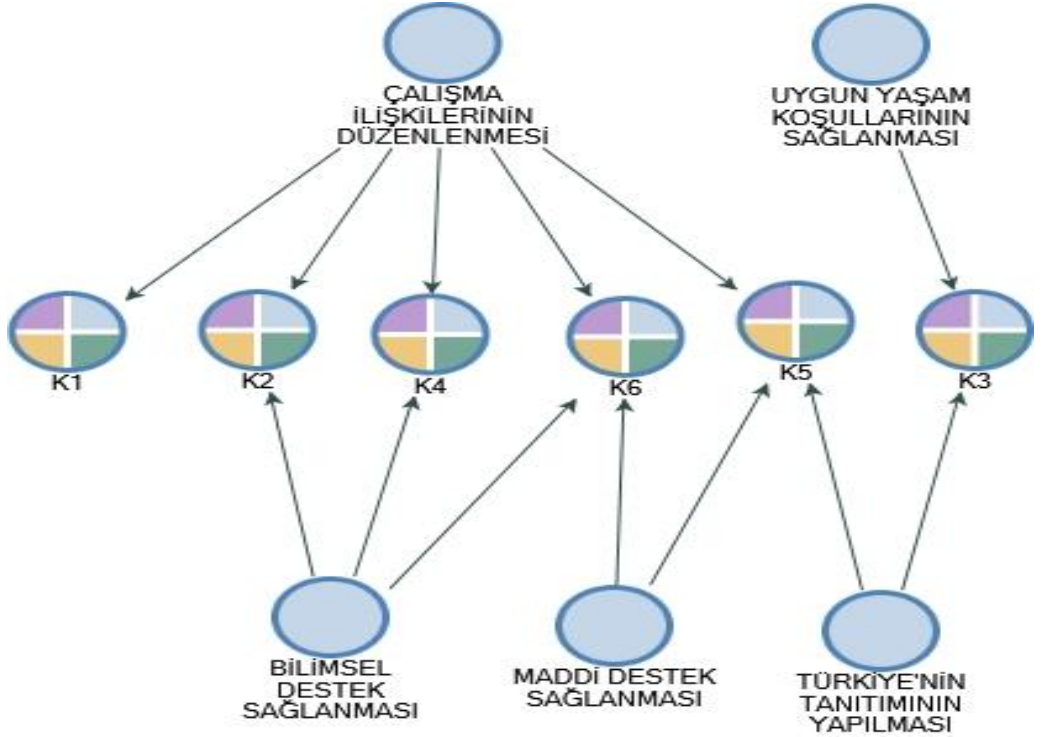 ÇALIŞMA
İLİŞKİLERİNİN
DÜZENLENMESİ
UYGUN YAŞAM
KOŞULLARININ
SAĞLANMASI
K1
K2
K4
K6
K5
K3
BİLİMSEL
DESTEK
SAĞLANMASI
MADDİ DESTEK
SAĞLANMASI
TÜRKİYE'NİN
TANITIMININ
YAPILMASI